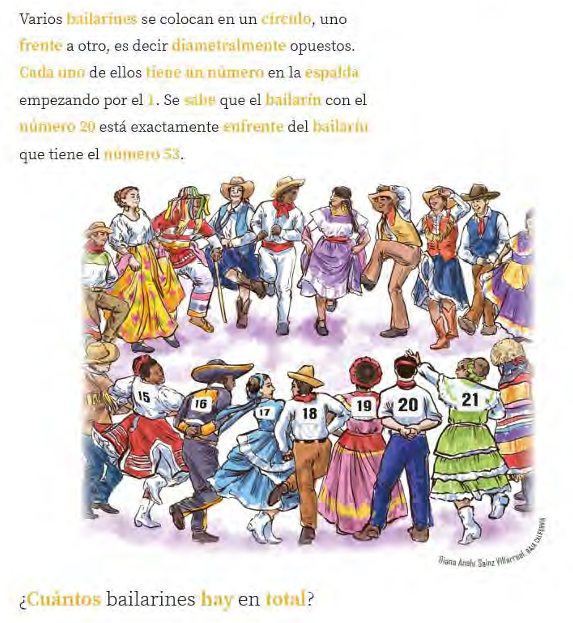 Varios bailarines se colocan en un círculo, uno
frente a otro, es decir diametralmente opuestos.
Cada uno de ellos tiene un número en la espalda
empezando por el 1. Se sabe que el bailarín con el
número 20 está exactamente enfrente del bailarín
que tiene el número 53.
15
16
17
18
19
20
21
Diana Anahí Sainz Villarreal BAJA CALIFORNIA
¿Cuántos bailarines hay en total?